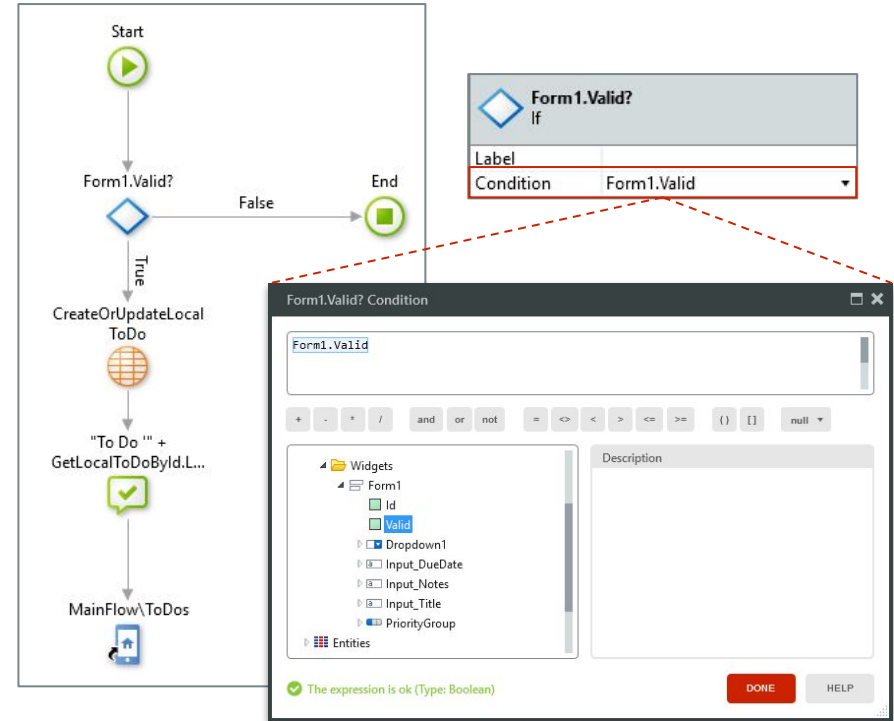 Start
Form1.Valid?
False
End
True
CreateOrUpdateLocal
ToDo
"To Do '" +
GetLocalToDoById.L...
MainFlow\ToDos
Form1.Valid?
If
Label
Condition Form1.Valid
Form1.Valid? Condition
Form1.Valid
+ - * / and or not = <> < > <= >= ( ) [ ] null
Widgets
Form1
Id
Valid
Dropdown1
Input_DueDate
Input_Notes
Input_Title
PriorityGroup
Entities
Description
The expression is ok (Type: Boolean)
DONE HELP